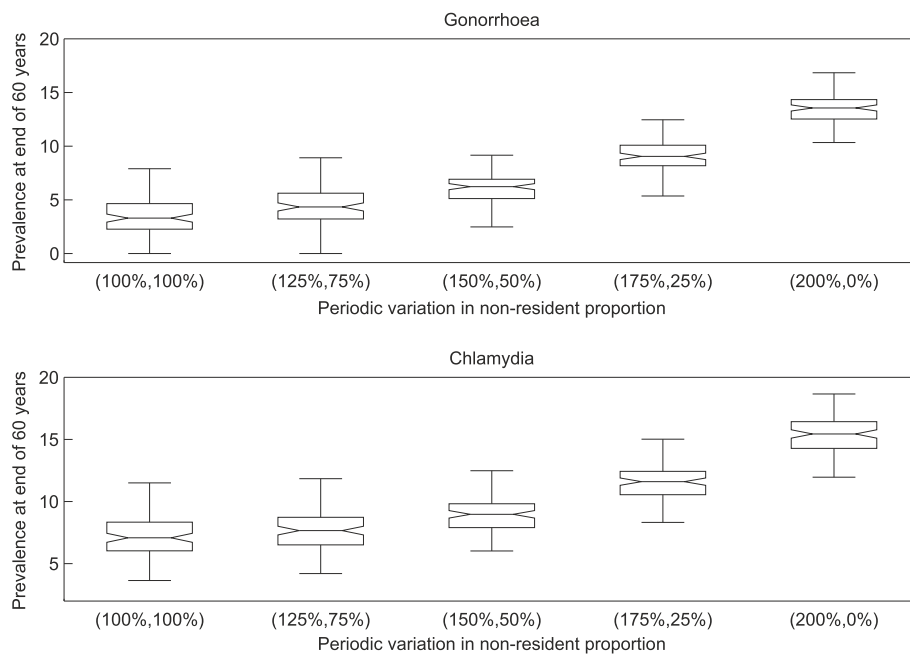 Gonorrhoea
Prevalence at end of 60 years
20
15
10
5
0
(100%,100%) (125%,75%) (150%,50%) (175%,25%) (200%,0%)
Periodic variation in non-resident proportion
Chlamydia
Prevalence at end of 60 years
20
15
10
5
(100%,100%) (125%,75%) (150%,50%) (175%,25%) (200%,0%)
Periodic variation in non-resident proportion